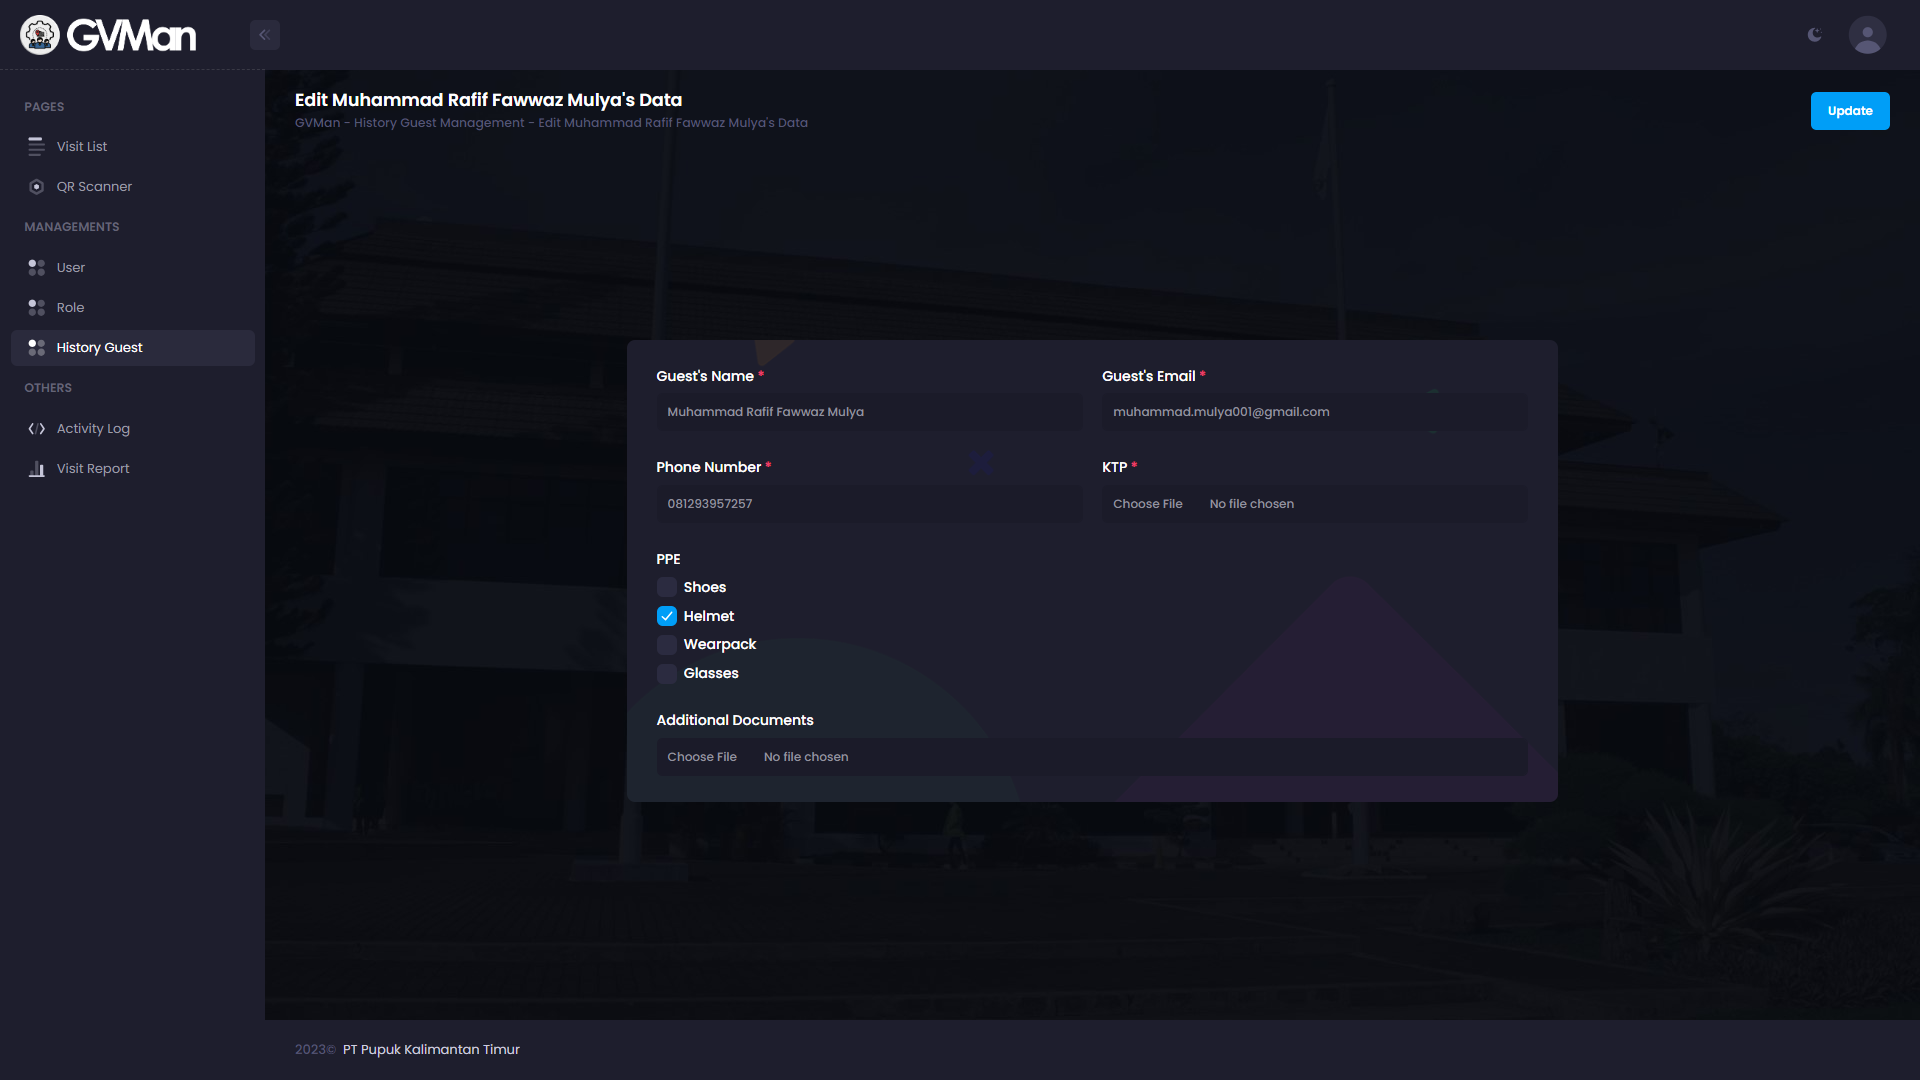 GVMan
PAGES
Visit List
QR Scanner
MANAGEMENTS
User
Role
History Guest
OTHERS
Activity Log
Visit Report
Edit Muhammad Rafif Fawwaz Mulya's Data
GVMan - History Guest Management - Edit Muhammad Rafif Fawwaz Mulya's Data
Update
Guest's Name *
Guest's Email *
Muhammad Rafif Fawwaz Mulya
muhammad.mulya001@gmail.com
Phone Number *
KTP *
081293957257
Choose File No file chosen
PPE
Shoes
Helmet
Wearpack
Glasses
Additional Documents
Choose File No file chosen
2023© PT Pupuk Kalimantan Timur